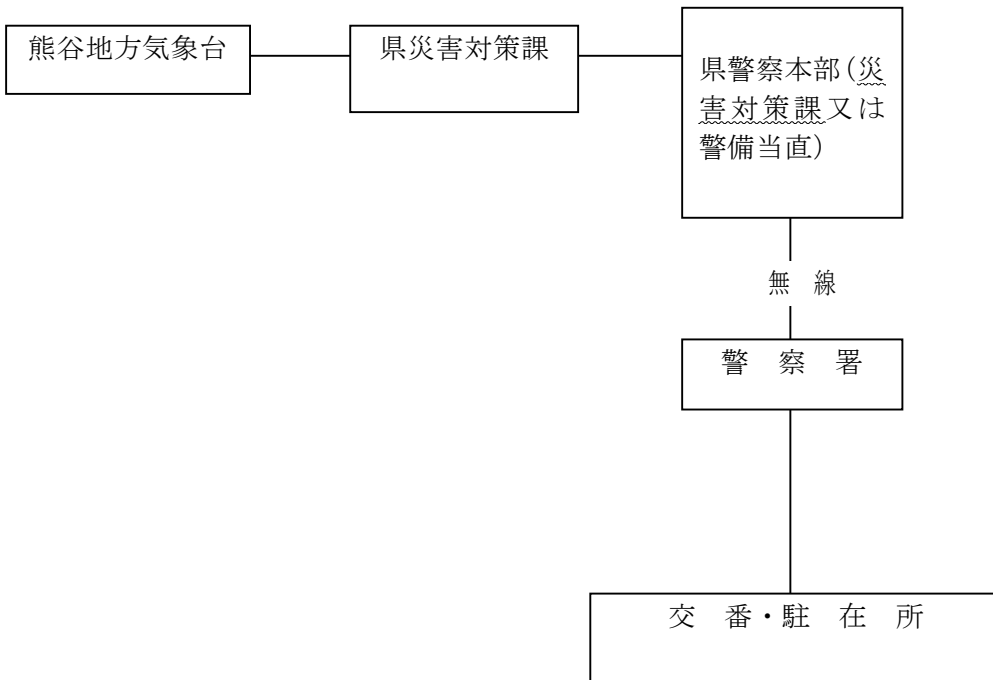 熊谷地方気象台
県災害対策課
県警察本部(災
害対策課又は
警備当直)
無　線
警　察　署
交　番・駐　在　所